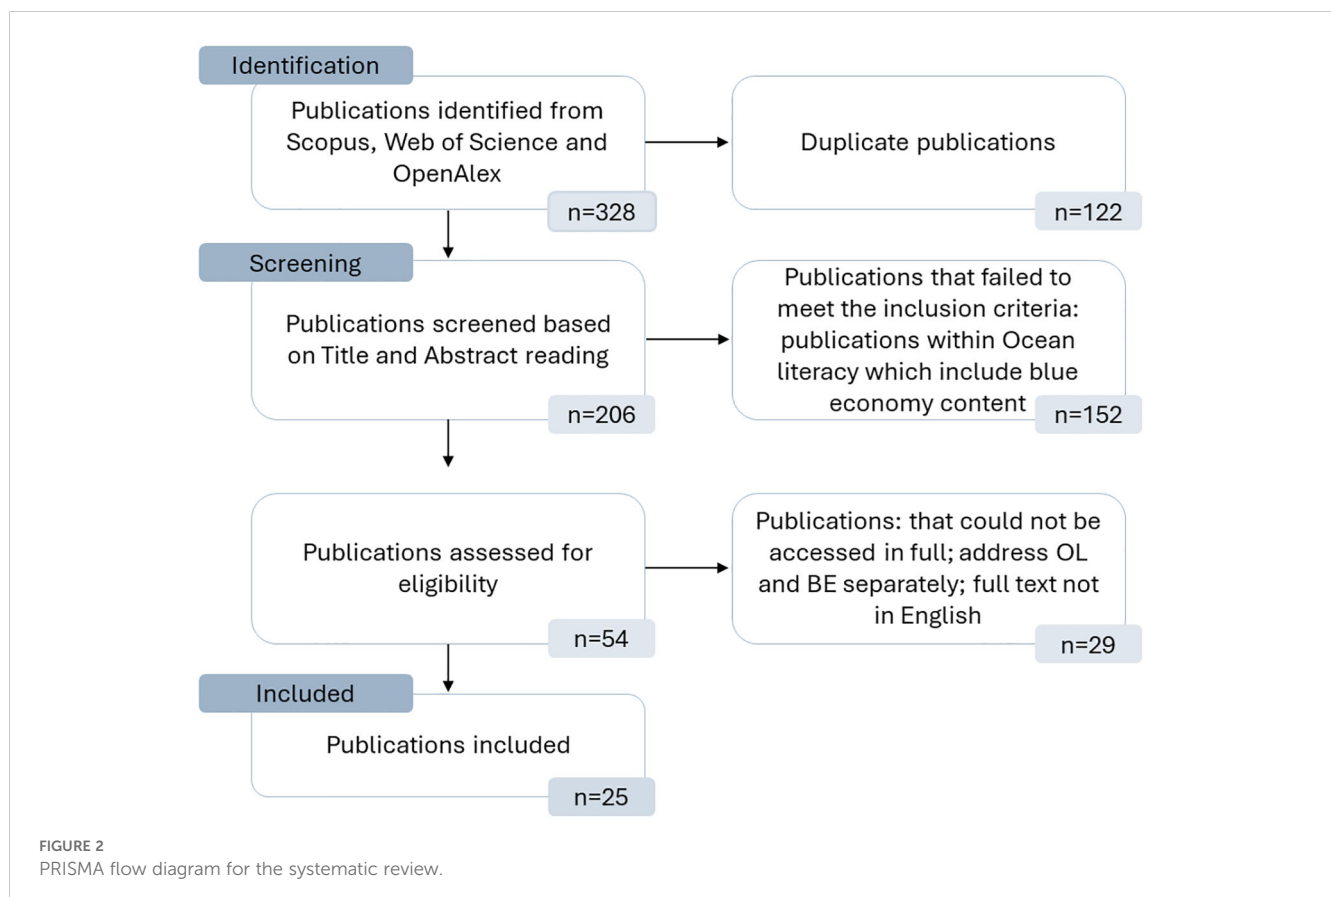 Identification
Publications identified from
Scopus, Web of Science and
OpenAlex
n=328
Duplicate publications
n=122
Screening
Publications screened based
on Title and Abstract reading
n=206
Publications that failed to
meet the inclusion criteria:
publications within Ocean
literacy which include blue
economy content
n=152
Publications assessed for
eligibility
n=54
Publications: that could not be
accessed in full; address OL
and BE separately; full text not
in English
n=29
Included
Publications included
n=25
FIGURE 2
PRISMA flow diagram for the systematic review.